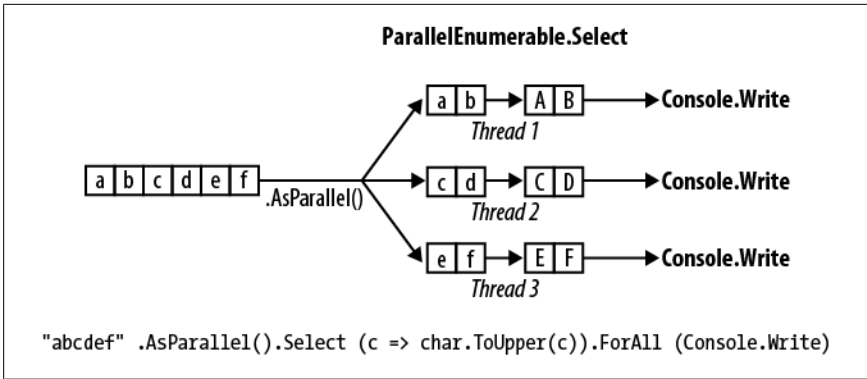 ParallelEnumerable.Select
a b A B Console.Write
Thread 1
a b c d e f .AsParallel() c d C D Console.Write
Thread 2
e f E F Console.Write
Thread 3
"abcdef" .AsParallel().Select (c => char.ToUpper(c)).ForAll (Console.Write)